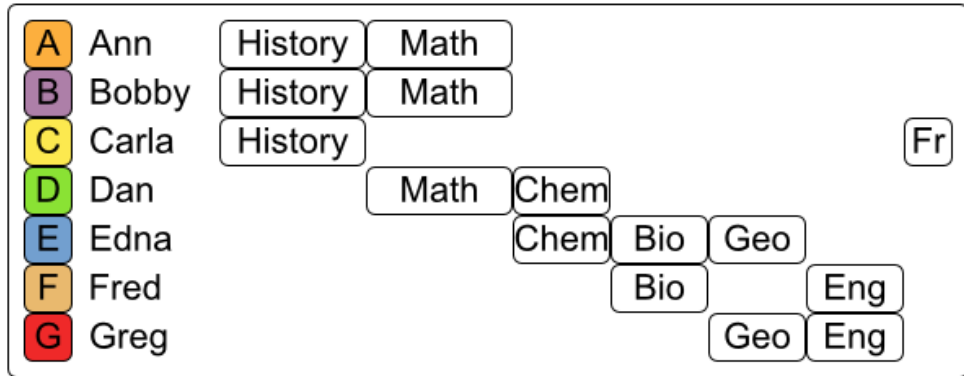 A Ann History Math
B Bobby History Math
C Carla History Fr
D Dan Math Chem
E Edna Chem Bio Geo
F Fred Bio Eng
G Greg Geo Eng